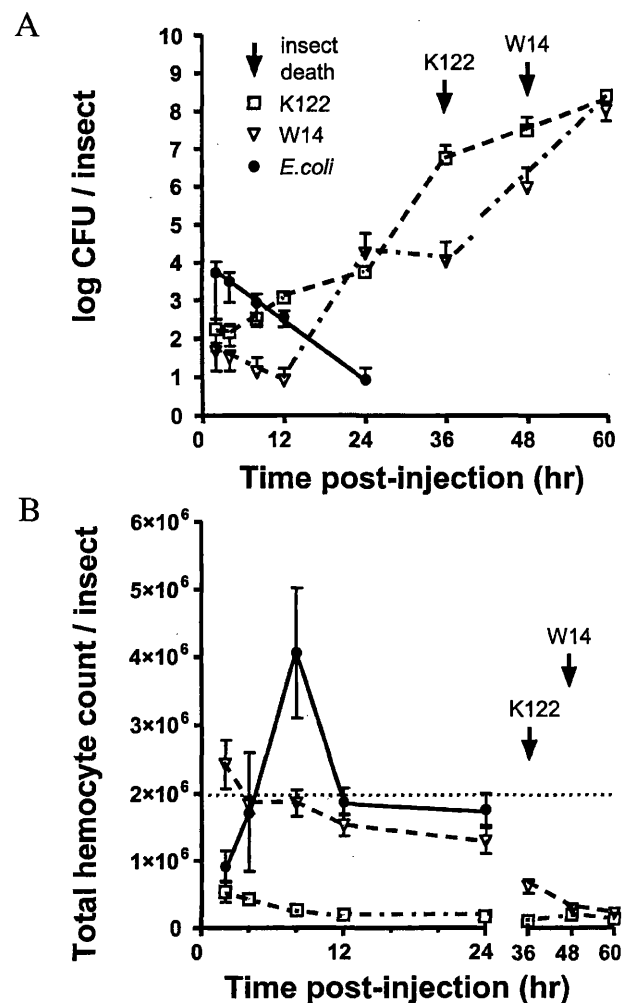 A
log CFU / insect
10
9
8
7
6
5
4
3
2
1
0
insect
death
K122
W14
E.coli
K122
W14
0
12
24
36
48
60
Time post-injection (hr)
B
Total hemocyte count / insect
6×10⁶
5×10⁶
4×10⁶
3×10⁶
2×10⁶
1×10⁶
0
W14
K122
0
12
24
36
48
60
Time post-injection (hr)